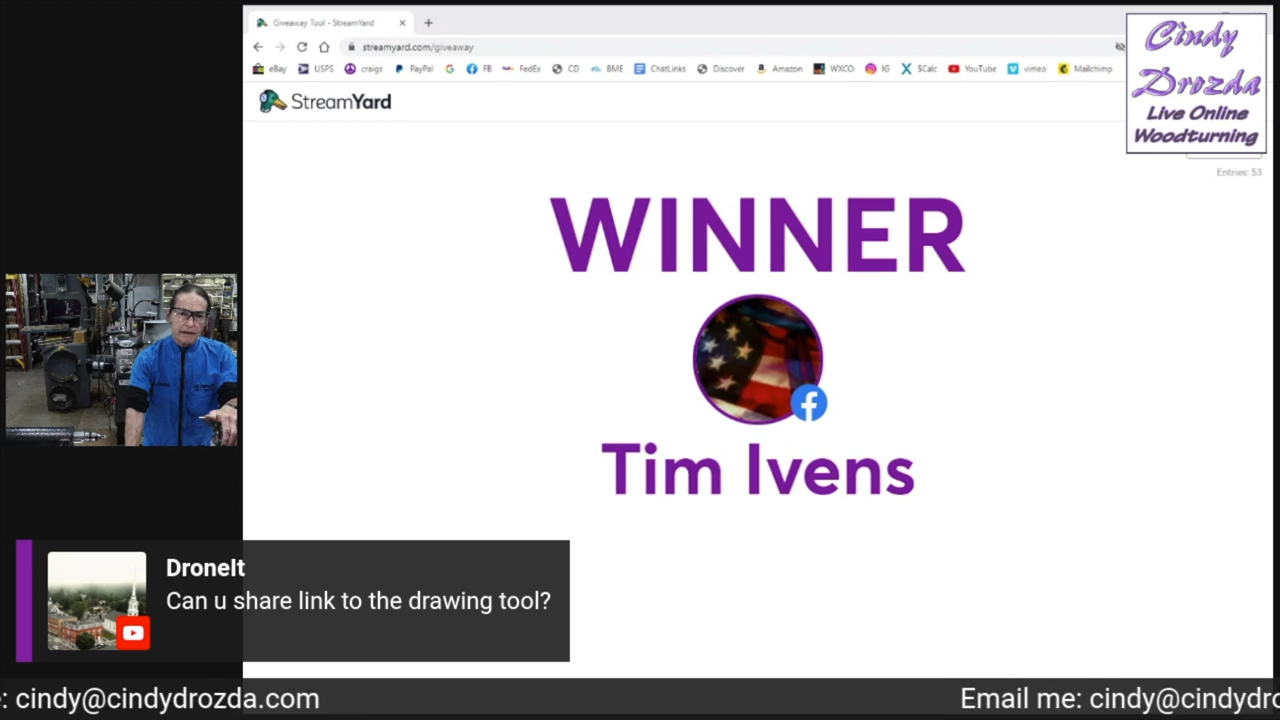 Giveaway Tool - StreamYard
streamyard.com/giveaway
eBay USPS craigs PayPal FB FedEx CD BME ChatLinks Discover Amazon WXCO IG $Calc YouTube vimeo Mailchimp
StreamYard
Cindy
Drozda
Live Online
Woodturning
Entries: 53
WINNER
Tim Ivens
DroneIt
Can u share link to the drawing tool?
: cindy@cindydrozda.com Email me: cindy@cindydro